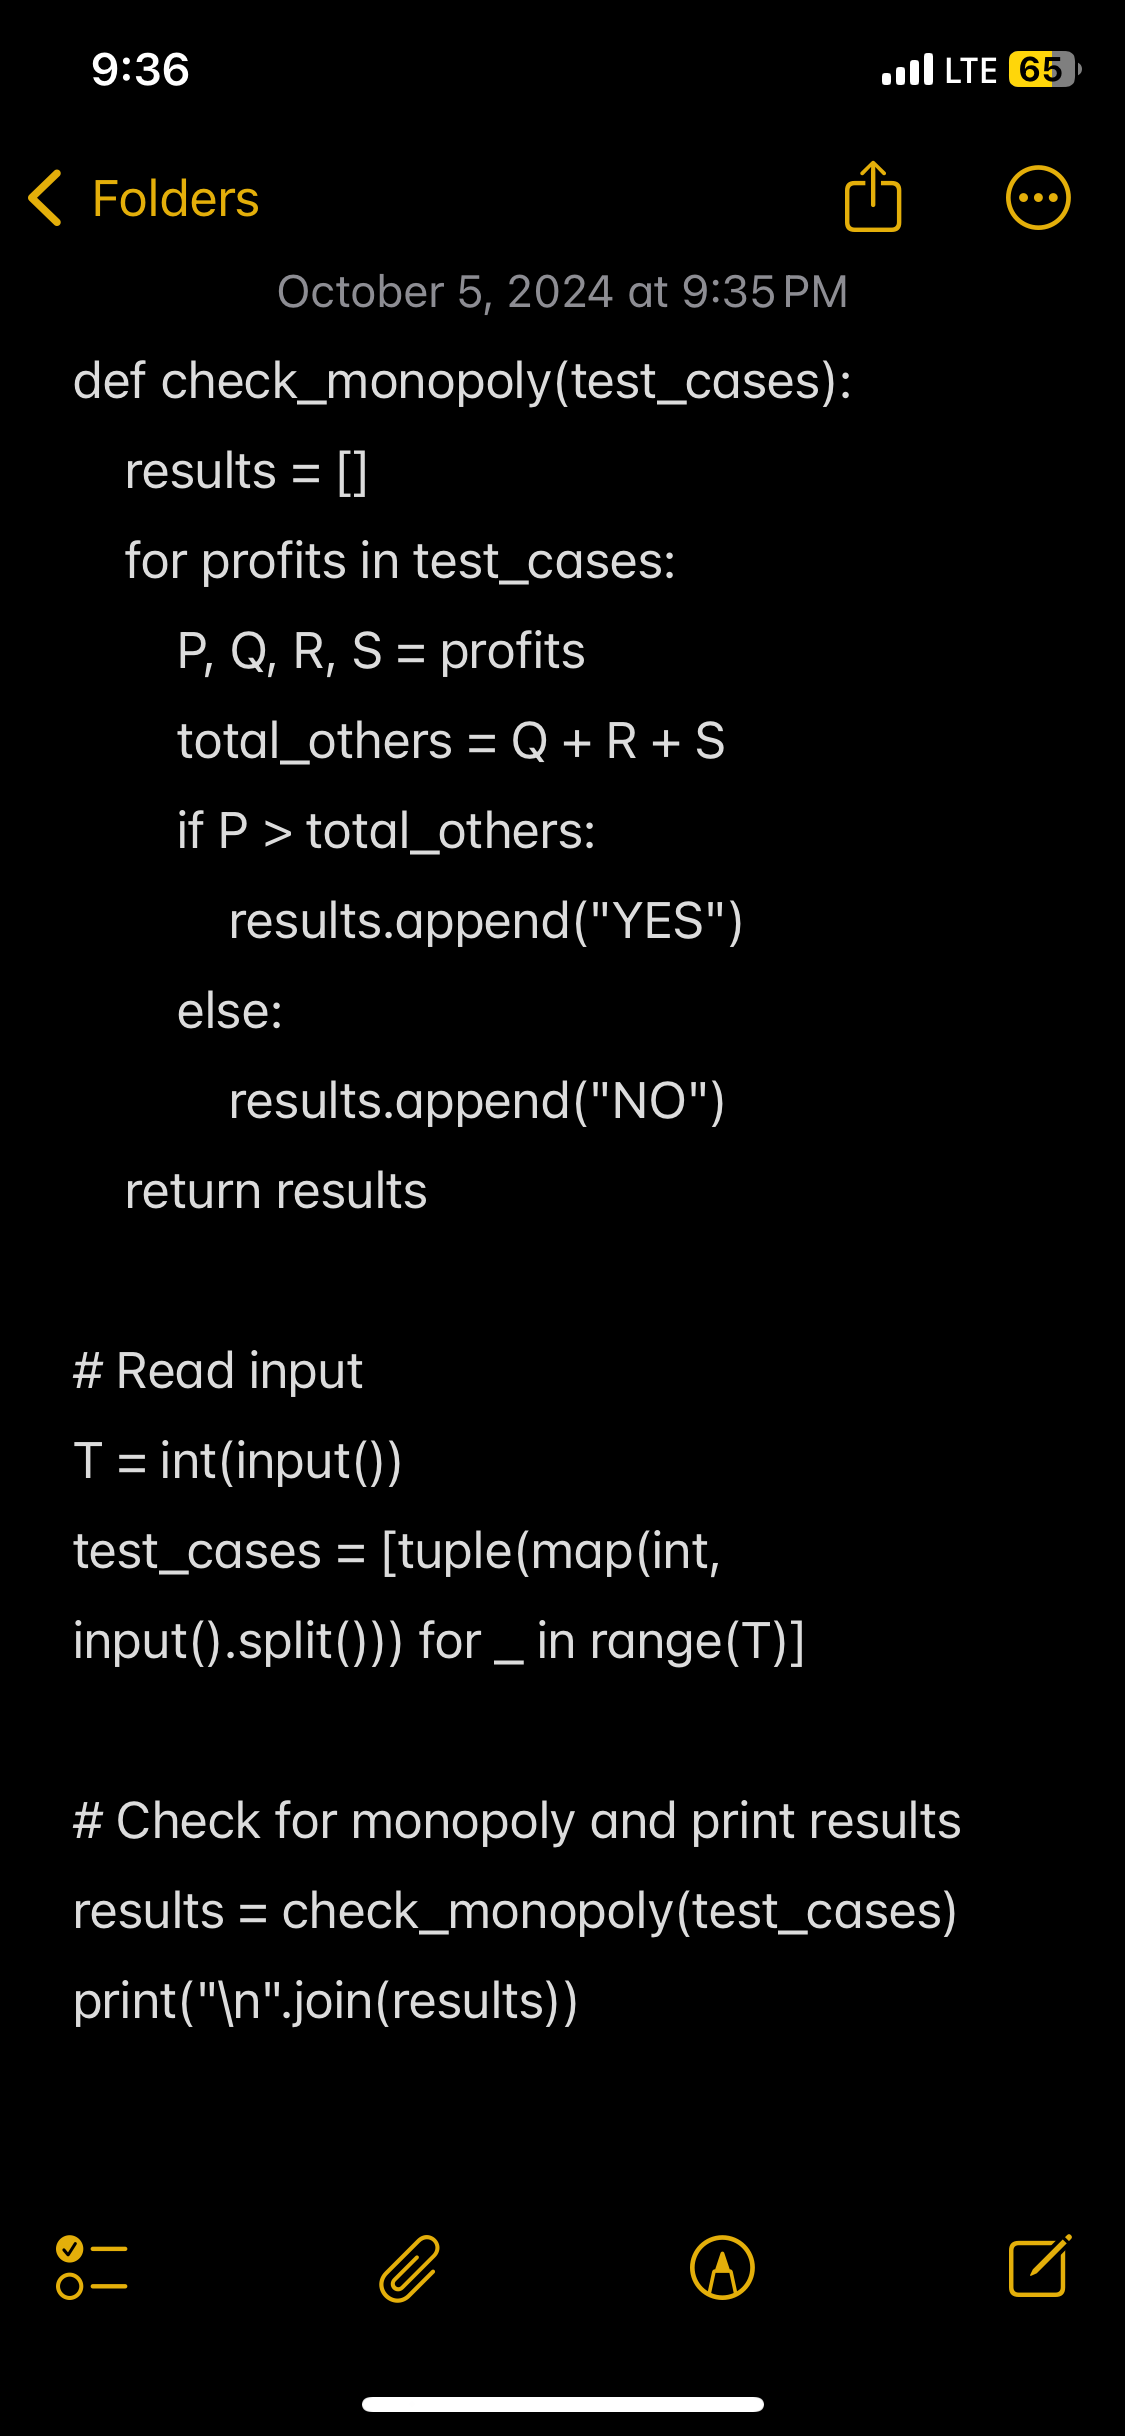 9:36
LTE 65
Folders
October 5, 2024 at 9:35 PM
def check_monopoly(test_cases):
    results = []
    for profits in test_cases:
        P, Q, R, S = profits
        total_others = Q + R + S
        if P > total_others:
            results.append("YES")
        else:
            results.append("NO")
    return results

# Read input
T = int(input())
test_cases = [tuple(map(int,
input().split())) for _ in range(T)]

# Check for monopoly and print results
results = check_monopoly(test_cases)
print("\n".join(results))